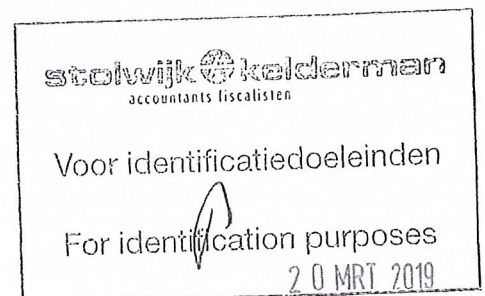 stolwijk kelderman
accountants fiscalisten
Voor identificatiedoeleinden
For identification purposes
20 MRT 2019